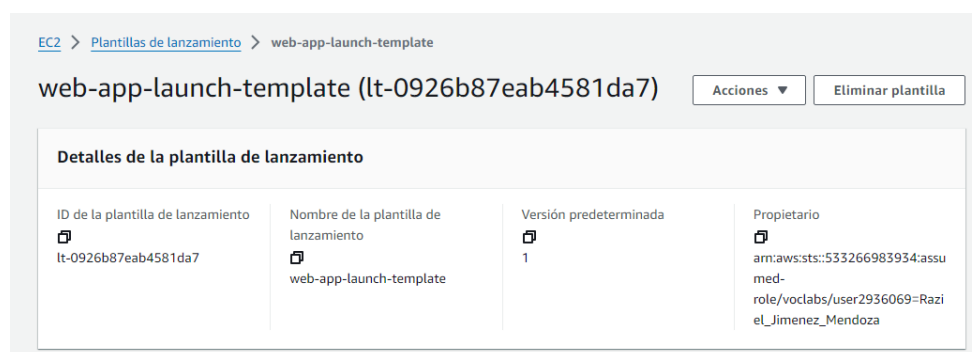 EC2 > Plantillas de lanzamiento > web-app-launch-template
web-app-launch-template (lt-0926b87eab4581da7)
Acciones ▼
Eliminar plantilla
Detalles de la plantilla de lanzamiento
ID de la plantilla de lanzamiento
lt-0926b87eab4581da7
Nombre de la plantilla de
lanzamiento
web-app-launch-template
Versión predeterminada
1
Propietario
arn:aws:sts::533266983934:assu
med-
role/voclabs/user2936069=Razi
el_Jimenez_Mendoza